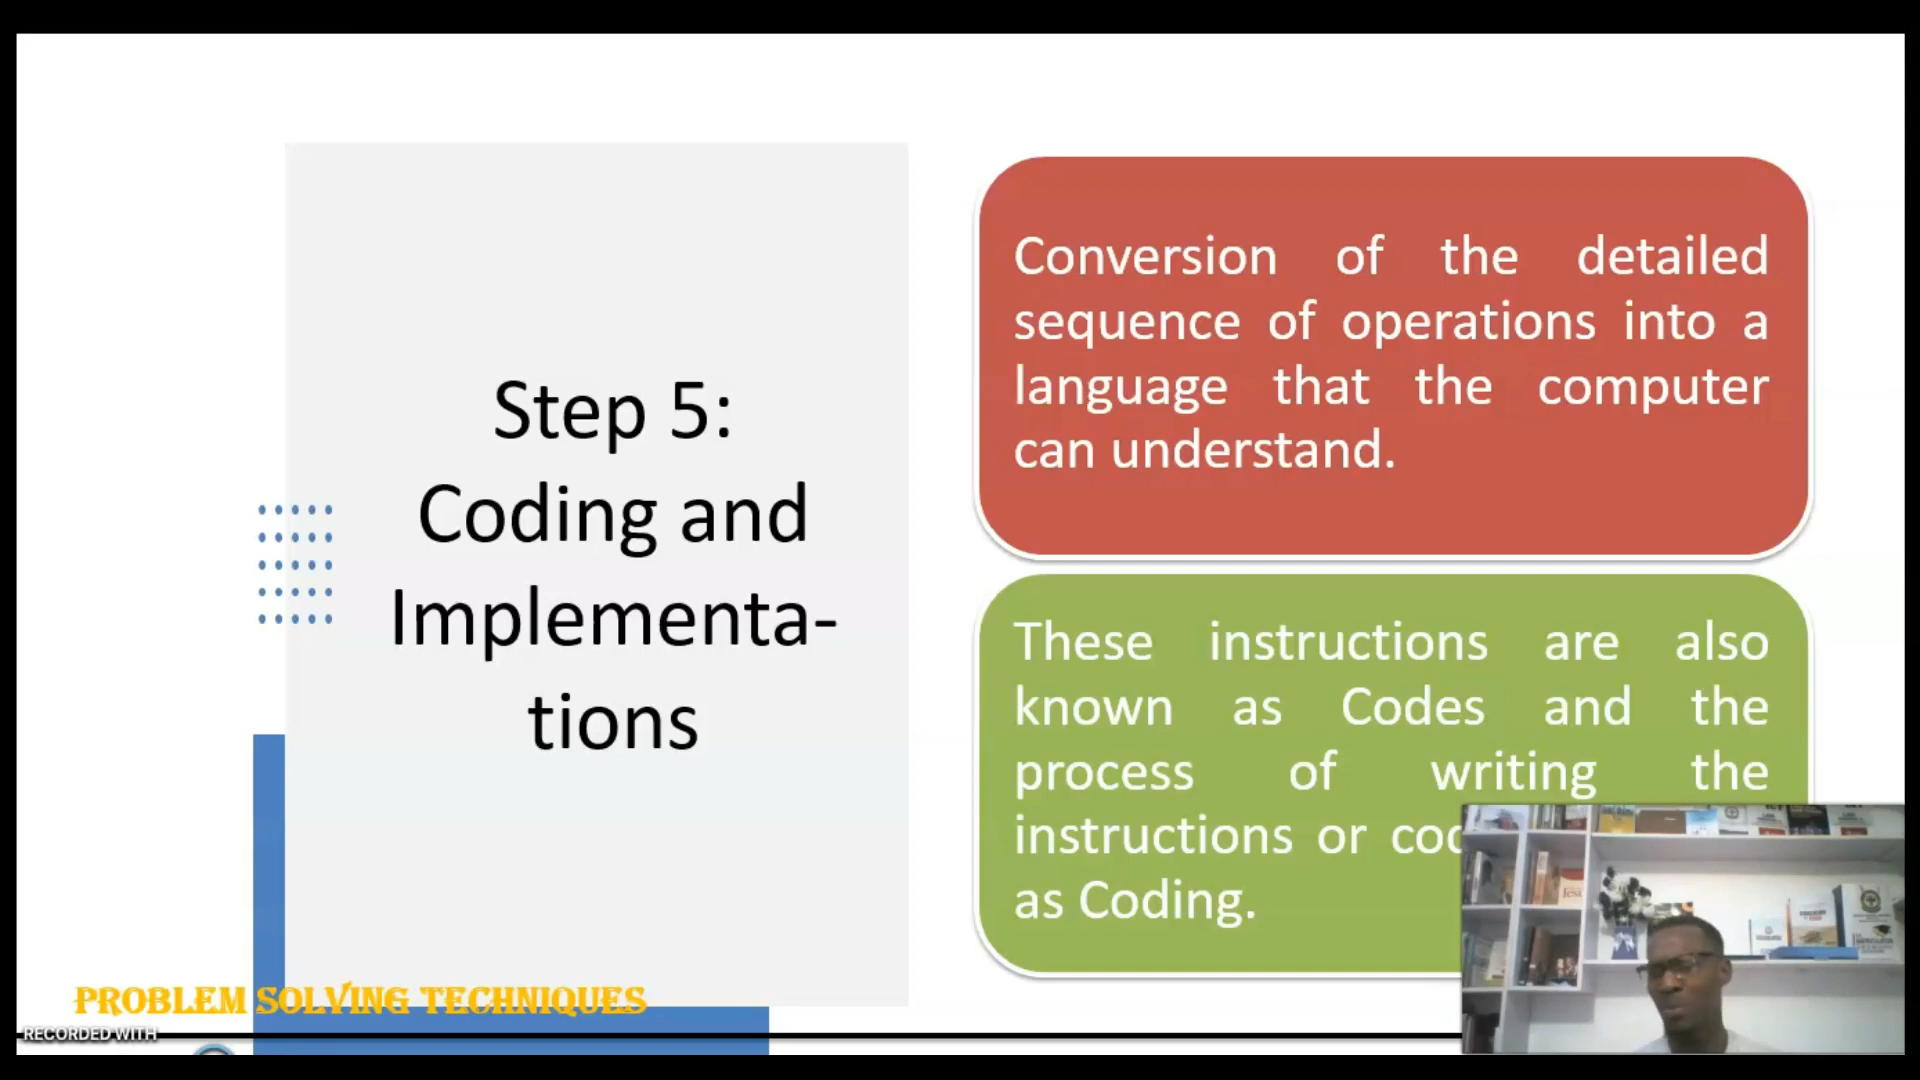 Step 5:
Coding and
Implementa-
tions
Conversion of the detailed
sequence of operations into a
language that the computer
can understand.
These instructions are also
known as Codes and the
process of writing the
instructions or
as Coding.
PROBLEM SOLVING TECHNIQUES
RECORDED WITH